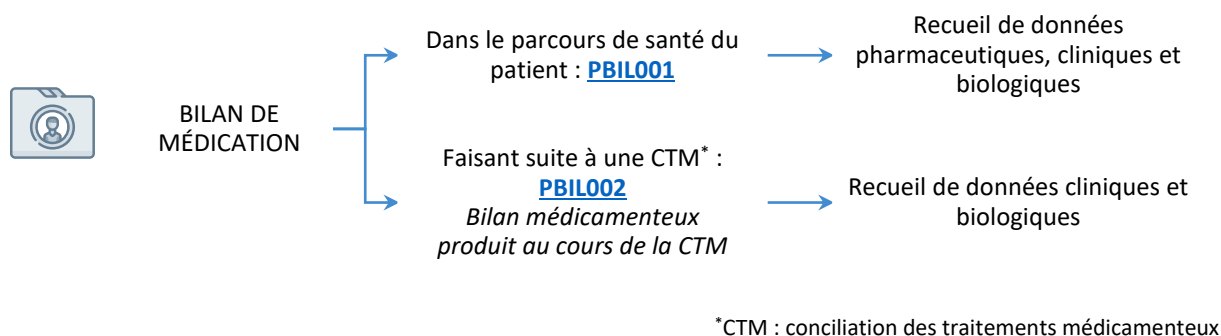 BILAN DE
MÉDICATION
Dans le parcours de santé du
patient : PBIL001
Recueil de données
pharmaceutiques, cliniques et
biologiques
Faisant suite à une CTM* :
PBIL002
Bilan médicamenteux
produit au cours de la CTM
Recueil de données cliniques et
biologiques
*CTM : conciliation des traitements médicamenteux